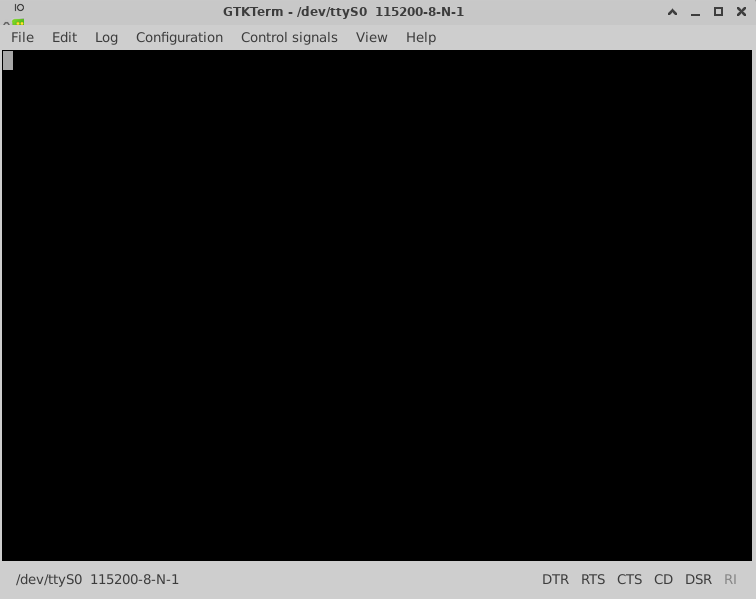 GTKTerm - /dev/ttyS0 115200-8-N-1
File Edit Log Configuration Control signals View Help
/dev/ttyS0 115200-8-N-1 DTR RTS CTS CD DSR RI